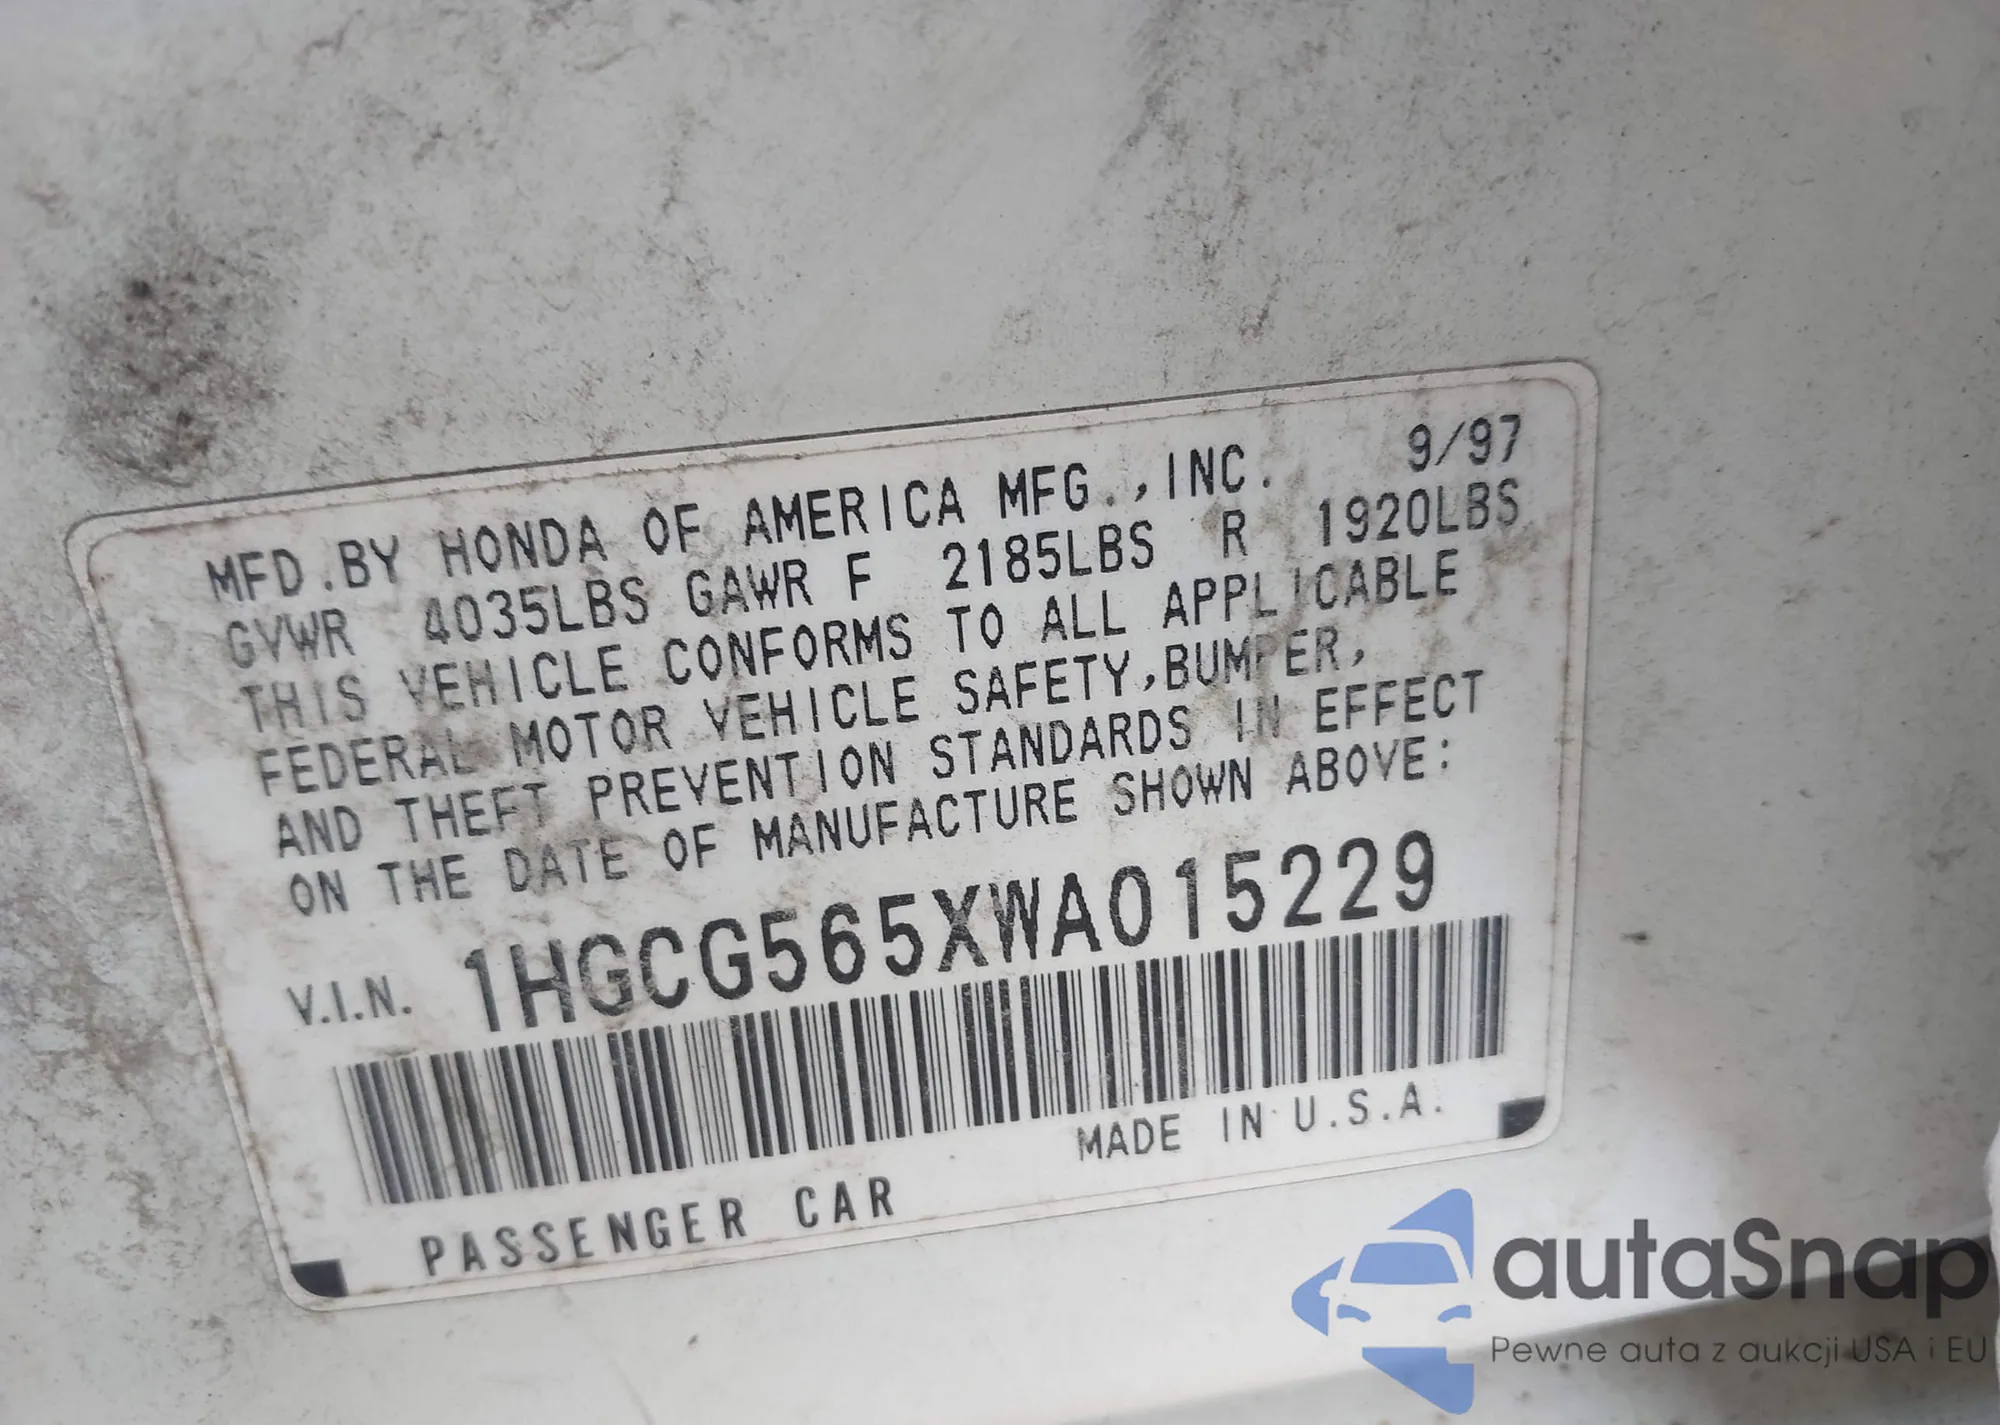 MFD.BY HONDA OF AMERICA MFG.,INC. 9/97
GVWR 4035LBS GAWR F 2185LBS R 1920LBS
THIS VEHICLE CONFORMS TO ALL APPLICABLE
FEDERAL MOTOR VEHICLE SAFETY,BUMPER,
AND THEFT PREVENTION STANDARDS IN EFFECT
ON THE DATE OF MANUFACTURE SHOWN ABOVE:
V.I.N. 1HGCG565XWA015229
MADE IN U.S.A.
PASSENGER CAR
autaSnap
Pewne auta z aukcji USA i EU